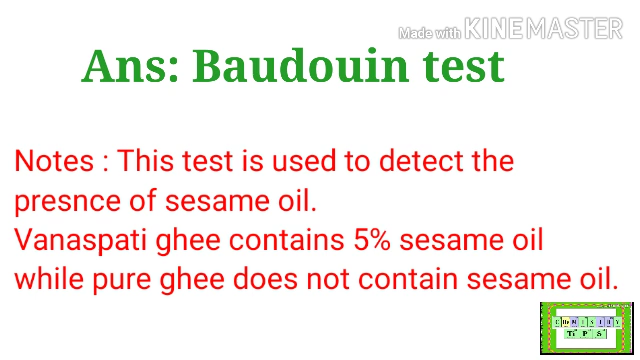 Made with KINEMASTER
Ans: Baudouin test
Notes : This test is used to detect the
presnce of sesame oil.
Vanaspati ghee contains 5% sesame oil
while pure ghee does not contain sesame oil.